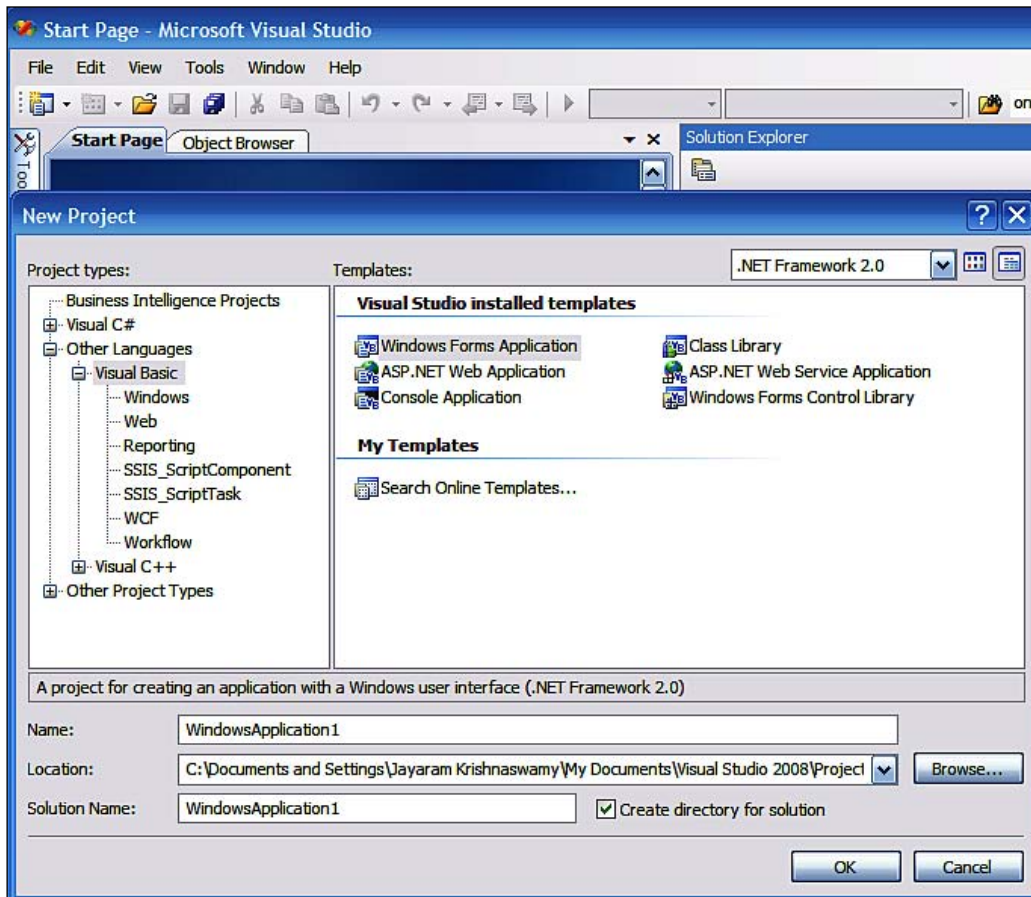 Start Page - Microsoft Visual Studio
File Edit View Tools Window Help
on
Too
Start Page Object Browser
Solution Explorer
New Project
Project types:
Templates:
.NET Framework 2.0
Business Intelligence Projects
Visual C#
Other Languages
Visual Basic
Windows
Web
Reporting
SSIS_ScriptComponent
SSIS_ScriptTask
WCF
Workflow
Visual C++
Other Project Types
Visual Studio installed templates
Windows Forms Application
Class Library
ASP.NET Web Application
ASP.NET Web Service Application
Console Application
Windows Forms Control Library
My Templates
Search Online Templates...
A project for creating an application with a Windows user interface (.NET Framework 2.0)
Name: WindowsApplication1
Location: C:\Documents and Settings\Jayaram Krishnaswamy\My Documents\Visual Studio 2008\Project Browse...
Solution Name: WindowsApplication1 Create directory for solution
OK Cancel